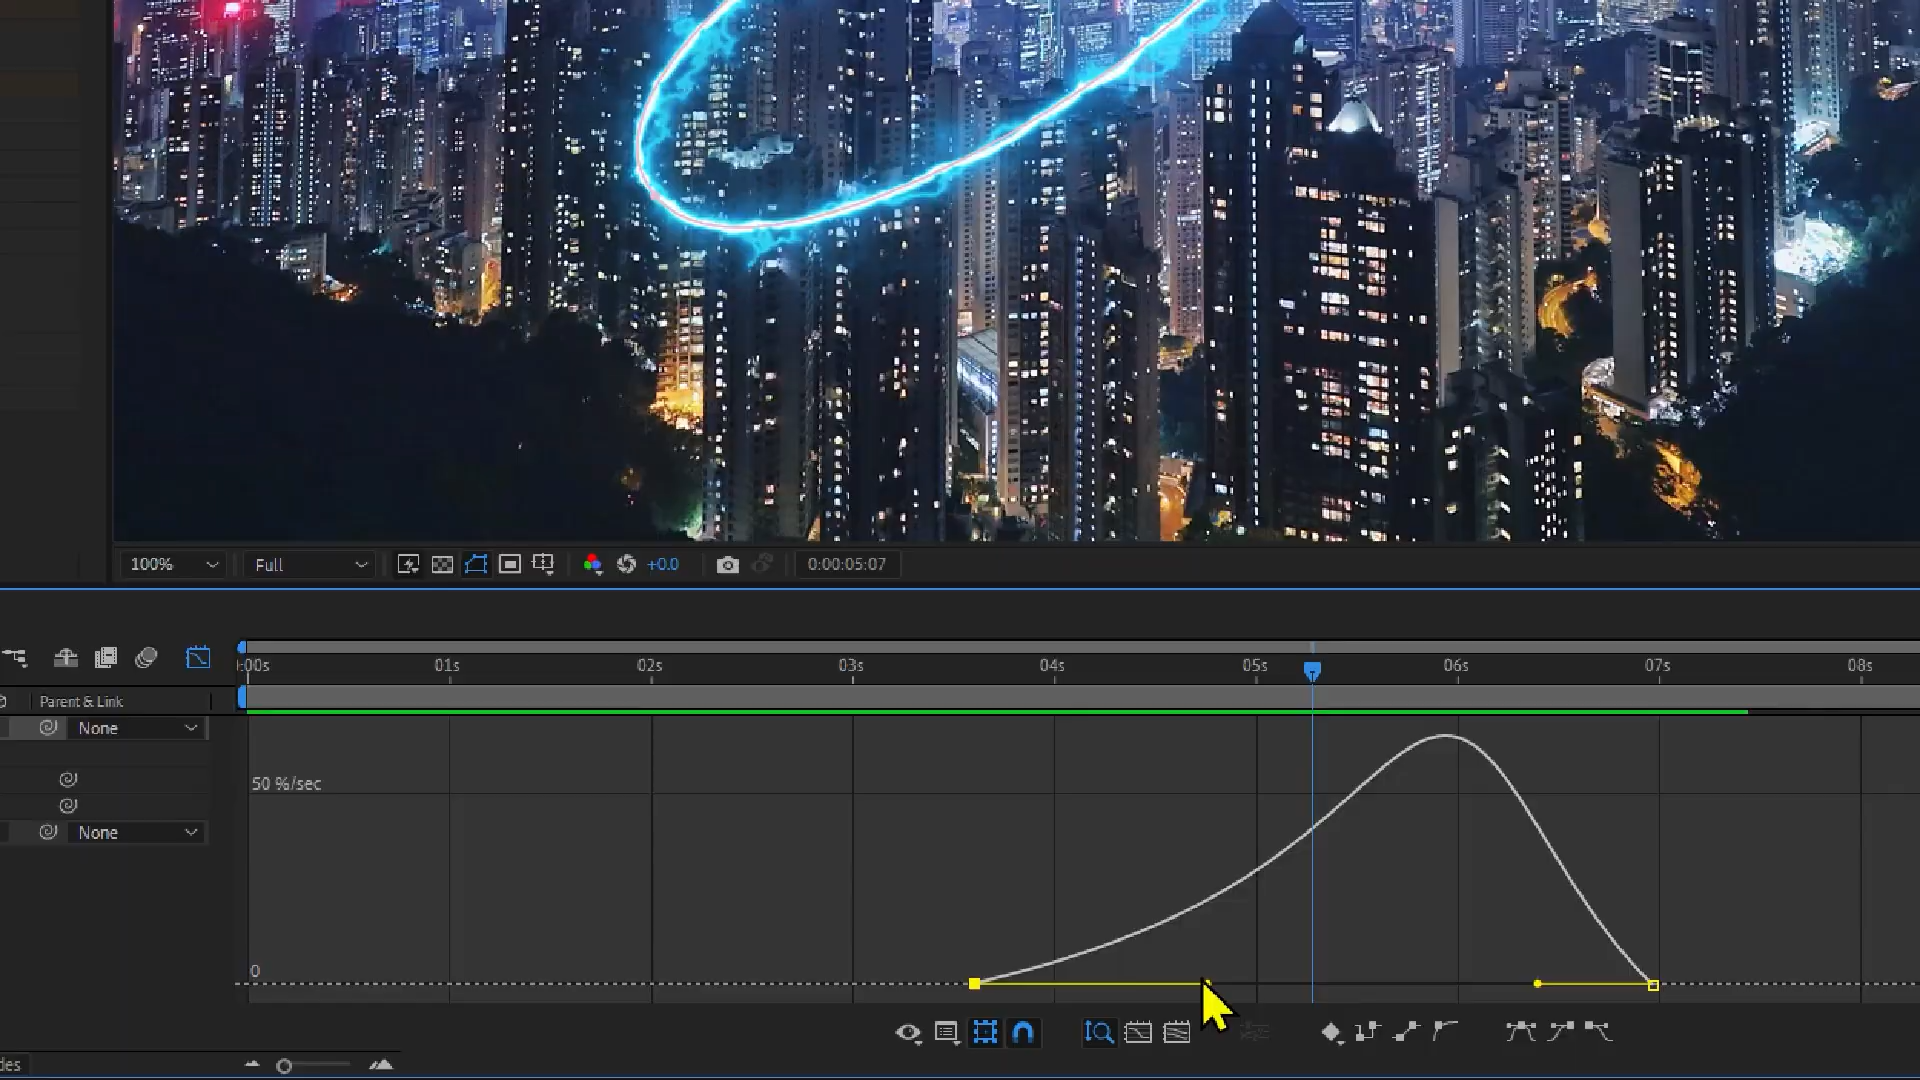 100%
Full
+0.0
0:00:05:07
:00s
01s
02s
03s
04s
05s
06s
07s
08s
Parent & Link
None
None
50 %/sec
0
des